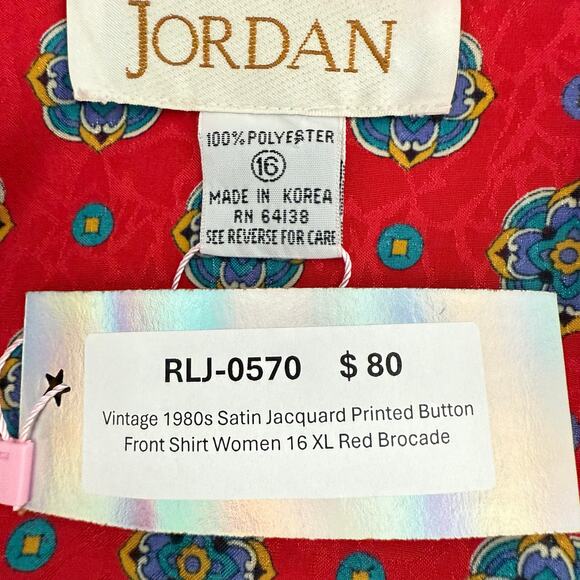 JORDAN
100% POLYESTER
16
MADE IN KOREA
RN 64138
SEE REVERSE FOR CARE
RLJ-0570 $ 80
Vintage 1980s Satin Jacquard Printed Button
Front Shirt Women 16 XL Red Brocade